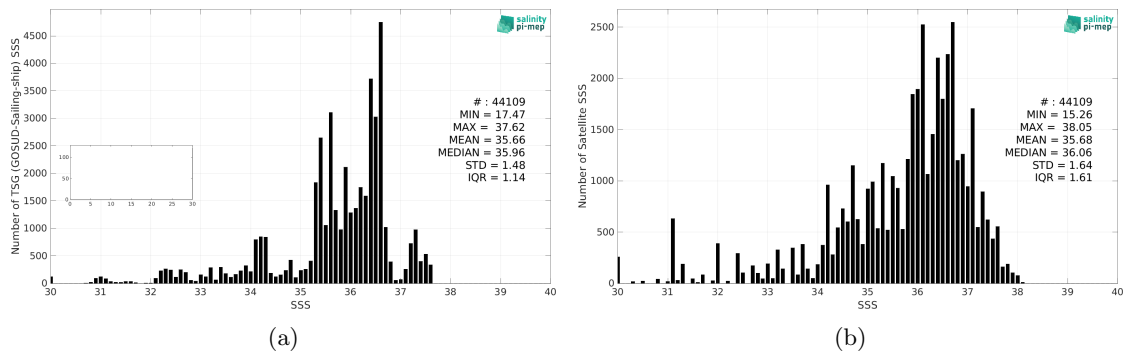 salinity
pi-mep
Number of TSG (GOSUD-Sailing-ship) SSS
4500
4000
3500
3000
2500
2000
1500
1000
500
0
# : 44109
MIN = 17.47
MAX = 37.62
MEAN = 35.66
MEDIAN = 35.96
STD = 1.48
IQR = 1.14
100
50
0
0 5 10 15 20 25 30
30 31 32 33 34 35 36 37 38 39 40
SSS
(a)
salinity
pi-mep
Number of Satellite SSS
2500
2000
1500
1000
500
0
# : 44109
MIN = 15.26
MAX = 38.05
MEAN = 35.68
MEDIAN = 36.06
STD = 1.64
IQR = 1.61
30 31 32 33 34 35 36 37 38 39 40
SSS
(b)